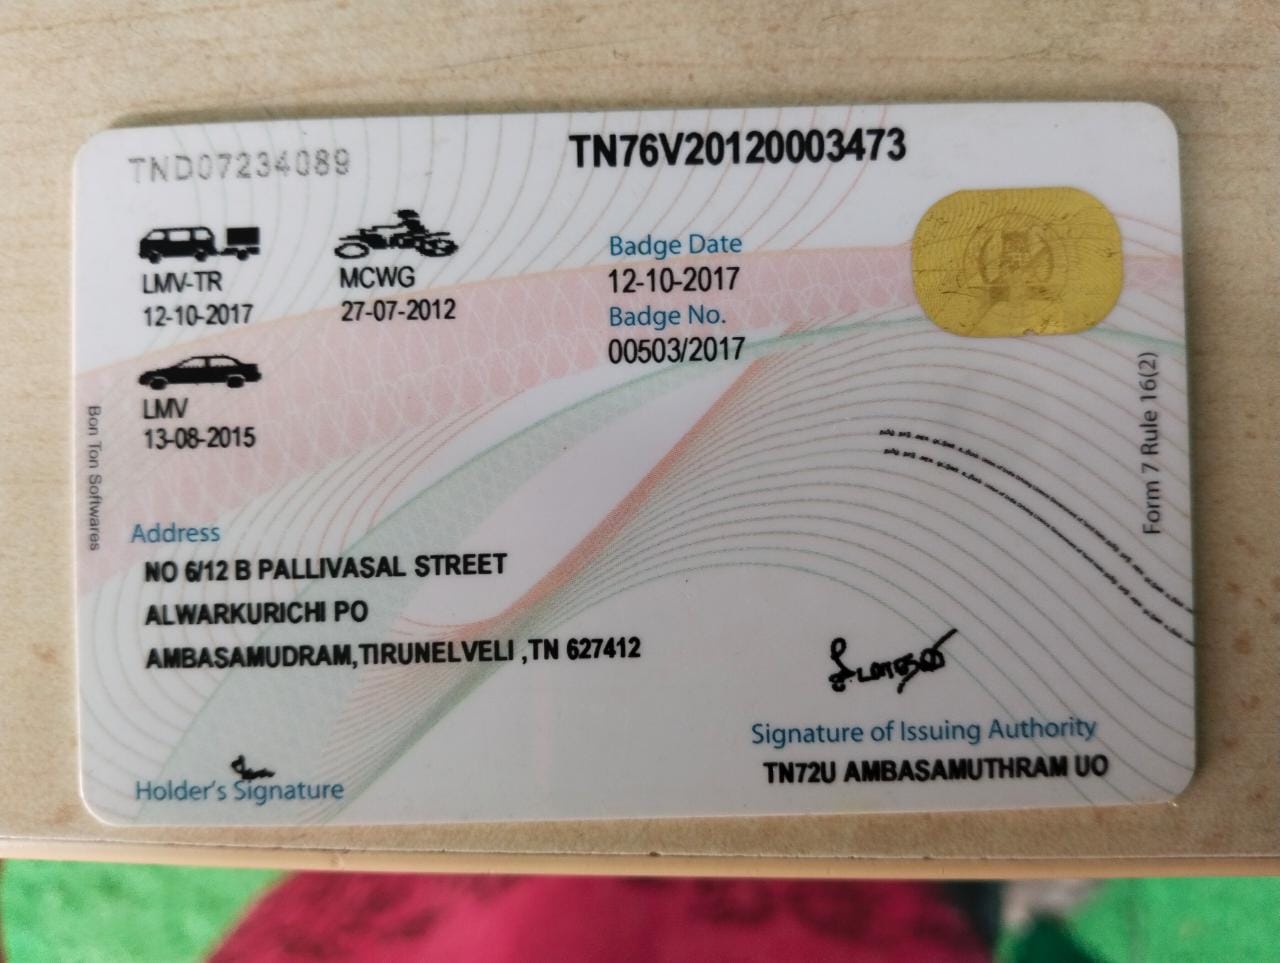 TND07234089
TN76V20120003473
LMV-TR
12-10-2017
MCWG
27-07-2012
Badge Date
12-10-2017
Badge No.
00503/2017
LMV
13-08-2015
Bon Ton Softwares
Form 7 Rule 16(2)
Address
NO 6/12 B PALLIVASAL STREET
ALWARKURICHI PO
AMBASAMUDRAM,TIRUNELVELI ,TN 627412
Holder's Signature
Signature of Issuing Authority
TN72U AMBASAMUTHRAM UO